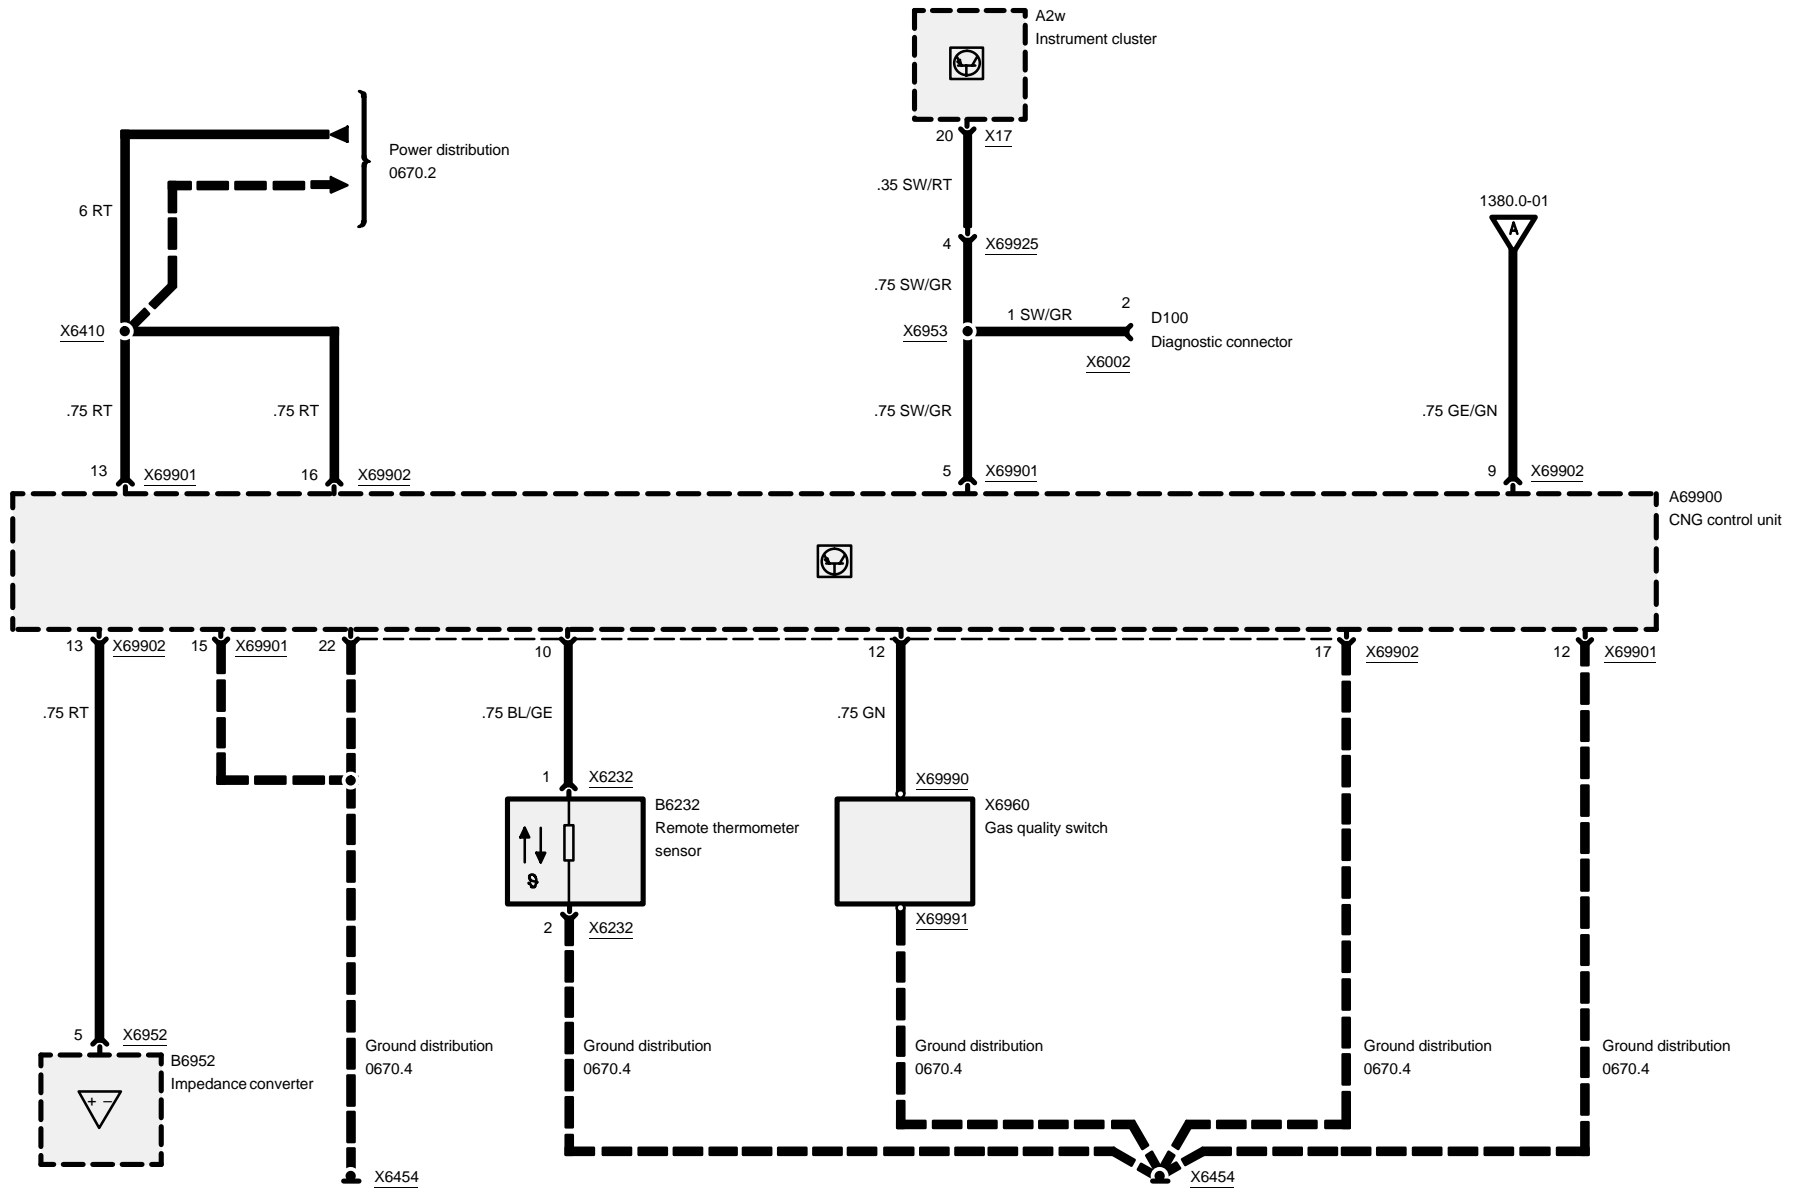 A2w
Instrument cluster
20
X17
Power distribution
0670.2
.35 SW/RT
1380.0-01
A
6 RT
4
X69925
.75 SW/GR
2
1 SW/GR
D100
Diagnostic connector
X6410
X6953
X6002
.75 RT
.75 RT
.75 SW/GR
.75 GE/GN
13
X69901
16
X69902
5
X69901
9
X69902
A69900
CNG control unit
13
X69902
15
X69901
22
10
12
17
X69902
12
X69901
.75 RT
.75 BL/GE
.75 GN
1
X6232
X69990
B6232
Remote thermometer
sensor
X6960
Gas quality switch
ϑ
2
X6232
X69991
5
X6952
B6952
Impedance converter
+ −
Ground distribution
0670.4
Ground distribution
0670.4
Ground distribution
0670.4
Ground distribution
0670.4
Ground distribution
0670.4
X6454
X6454